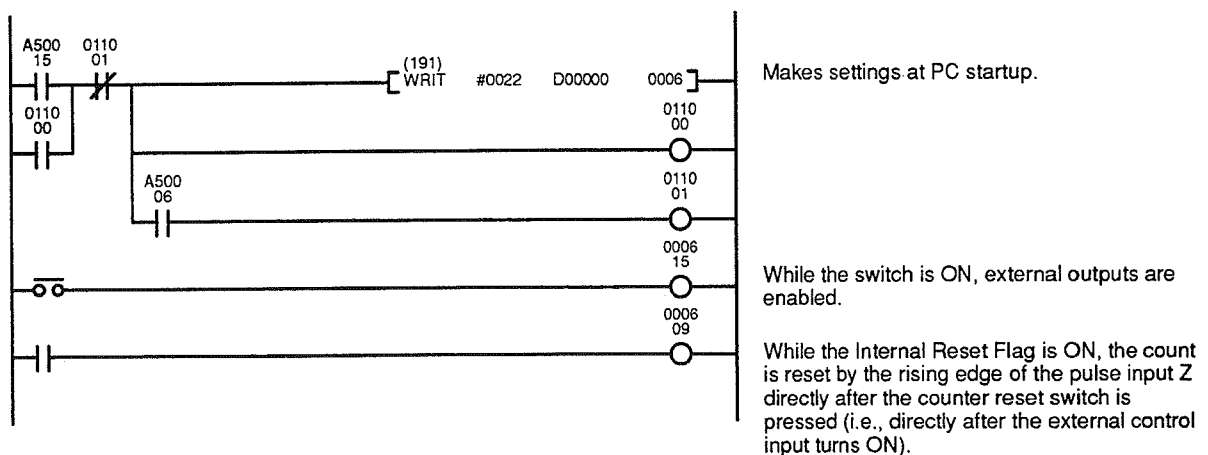 A500 0110
15 01
(191)
WRIT #0022 D00000 0006
Makes settings at PC startup.
0110
00
0110
00
A500
06
0110
01
0006
15
While the switch is ON, external outputs are
enabled.
0006
09
While the Internal Reset Flag is ON, the count
is reset by the rising edge of the pulse input Z
directly after the counter reset switch is
pressed (i.e., directly after the external control
input turns ON).